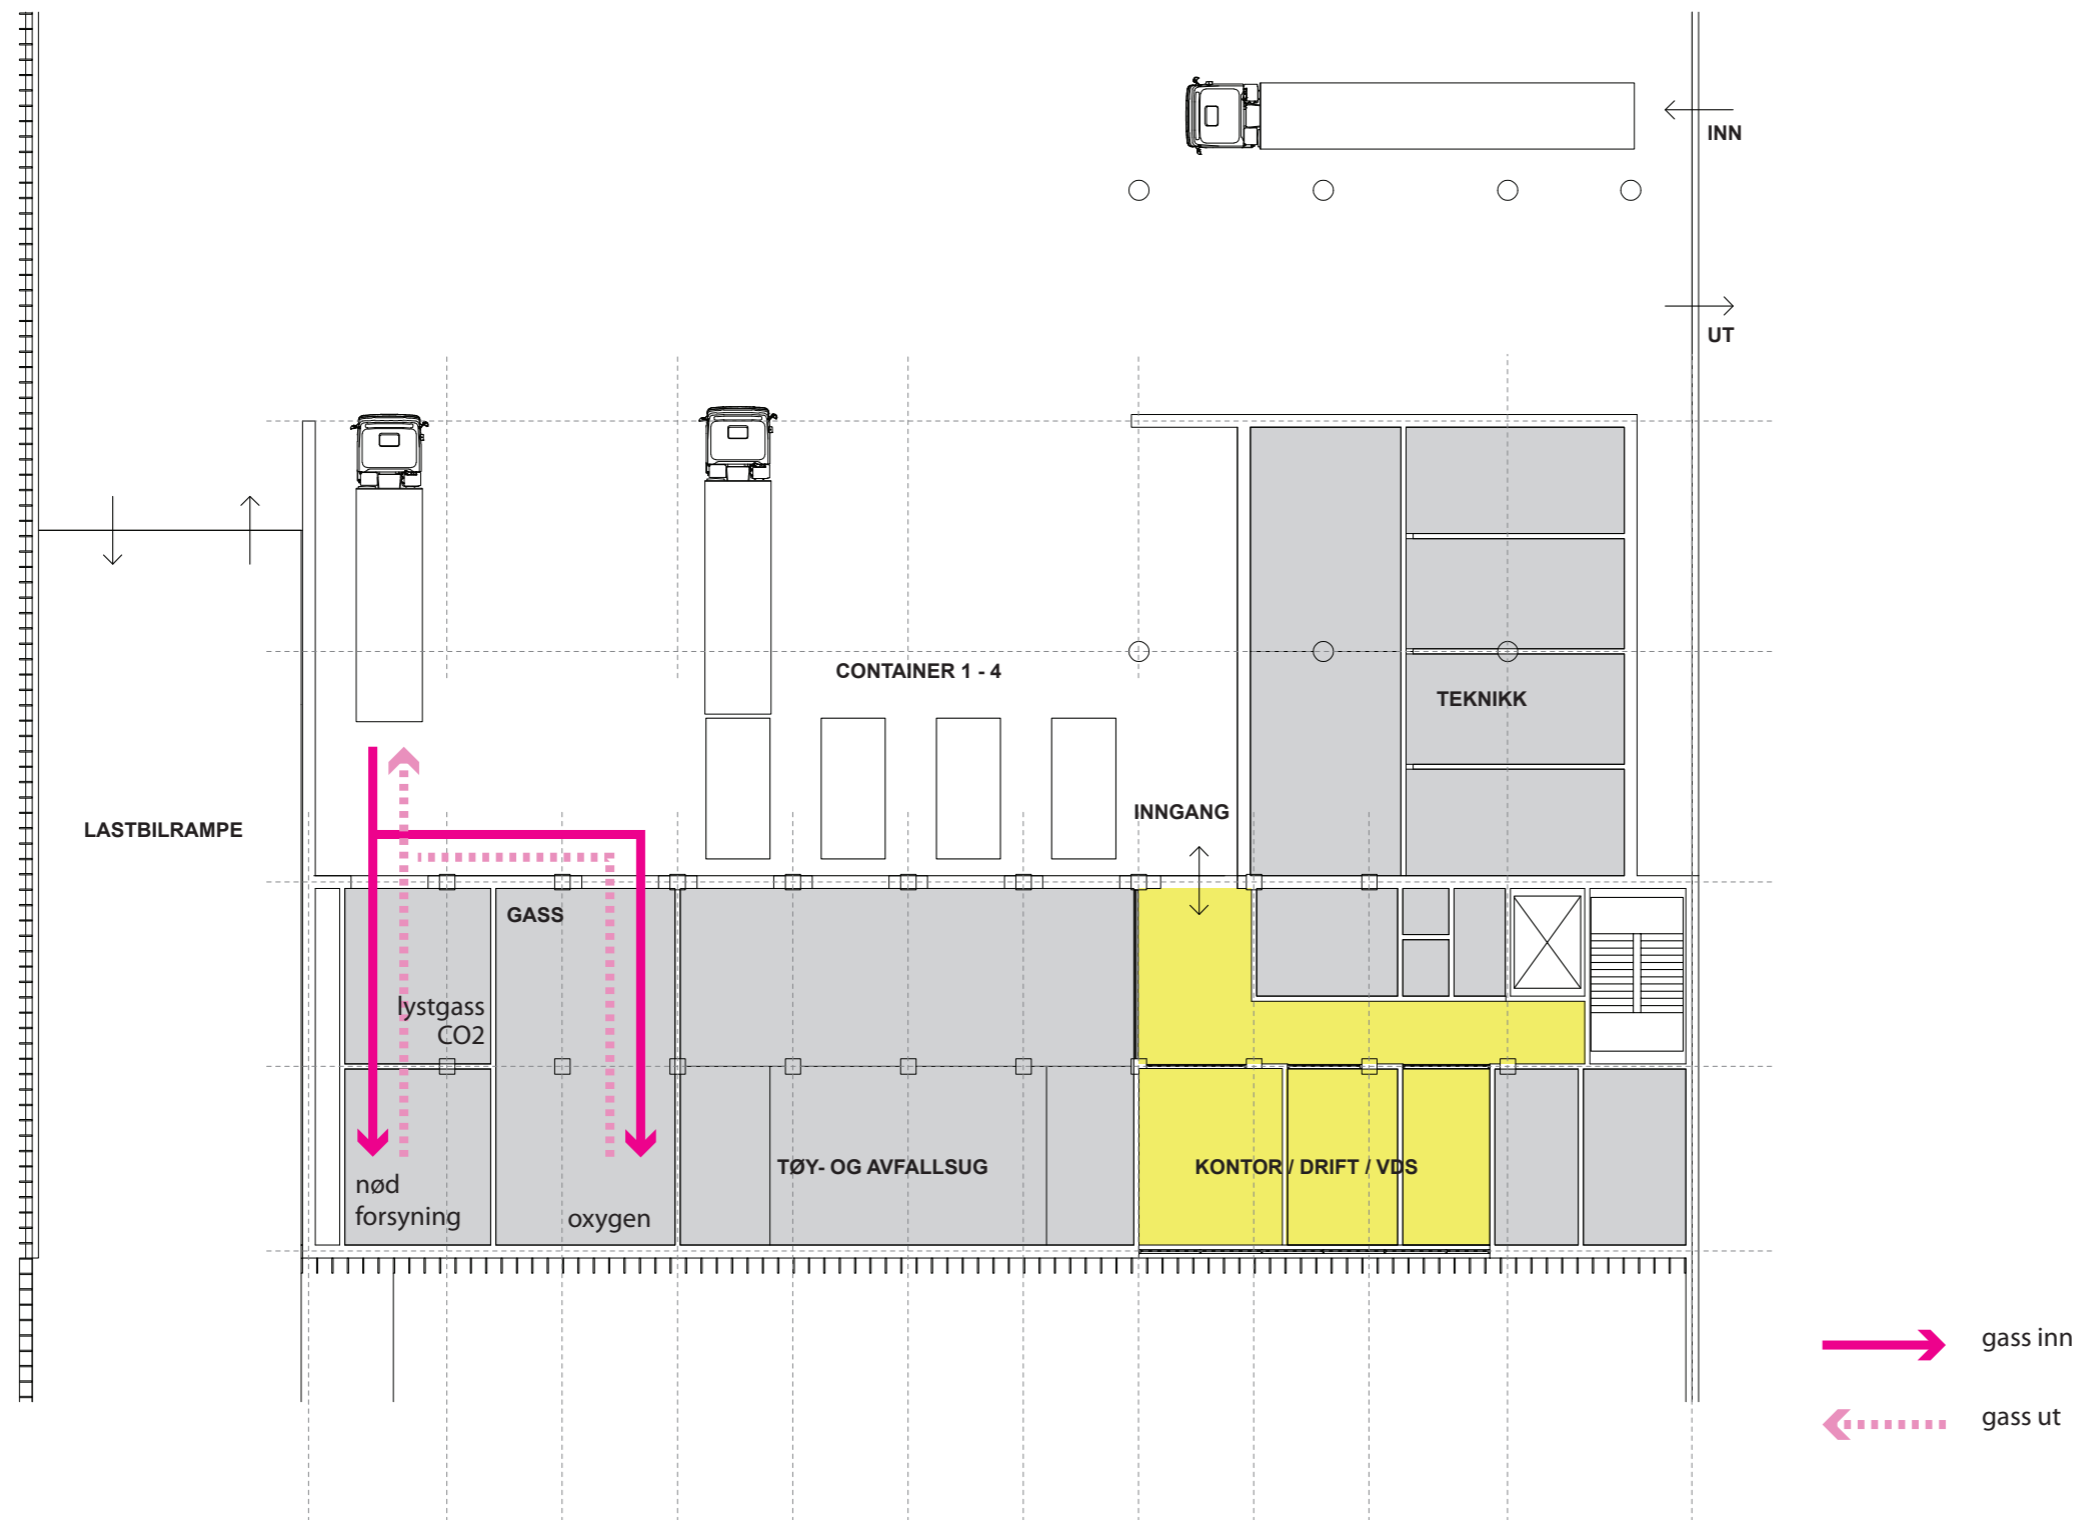 INN
UT
CONTAINER 1 - 4
TEKNIKK
INNGANG
LASTBILRAMPE
GASS
lystgass
CO2
nød
forsyning
oxygen
TØY- OG AVFALLSUG
KONTOR / DRIFT / VDS
gass inn
gass ut